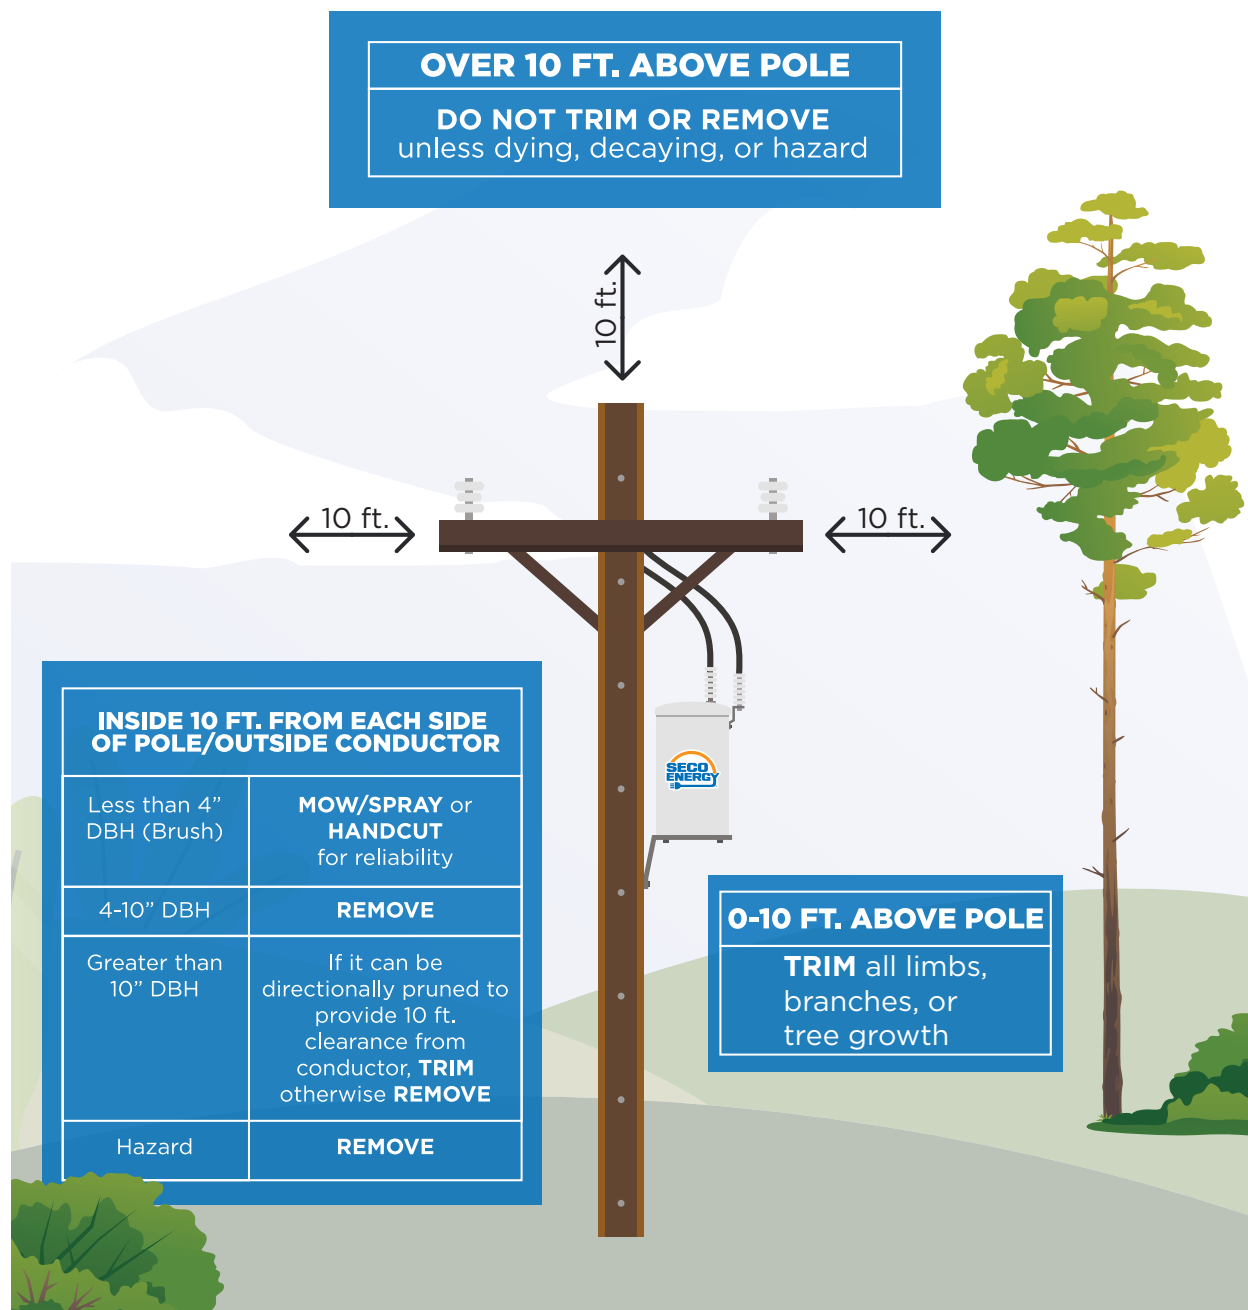 OVER 10 FT. ABOVE POLE
DO NOT TRIM OR REMOVE
unless dying, decaying, or hazard
10 ft.
10 ft.
10 ft.
INSIDE 10 FT. FROM EACH SIDE
OF POLE/OUTSIDE CONDUCTOR
Less than 4”
DBH (Brush)
MOW/SPRAY or
HANDCUT
for reliability
4-10” DBH
REMOVE
Greater than
10” DBH
If it can be
directionally pruned to
provide 10 ft.
clearance from
conductor, TRIM
otherwise REMOVE
Hazard
REMOVE
SECO
ENERGY
0-10 FT. ABOVE POLE
TRIM all limbs,
branches, or
tree growth